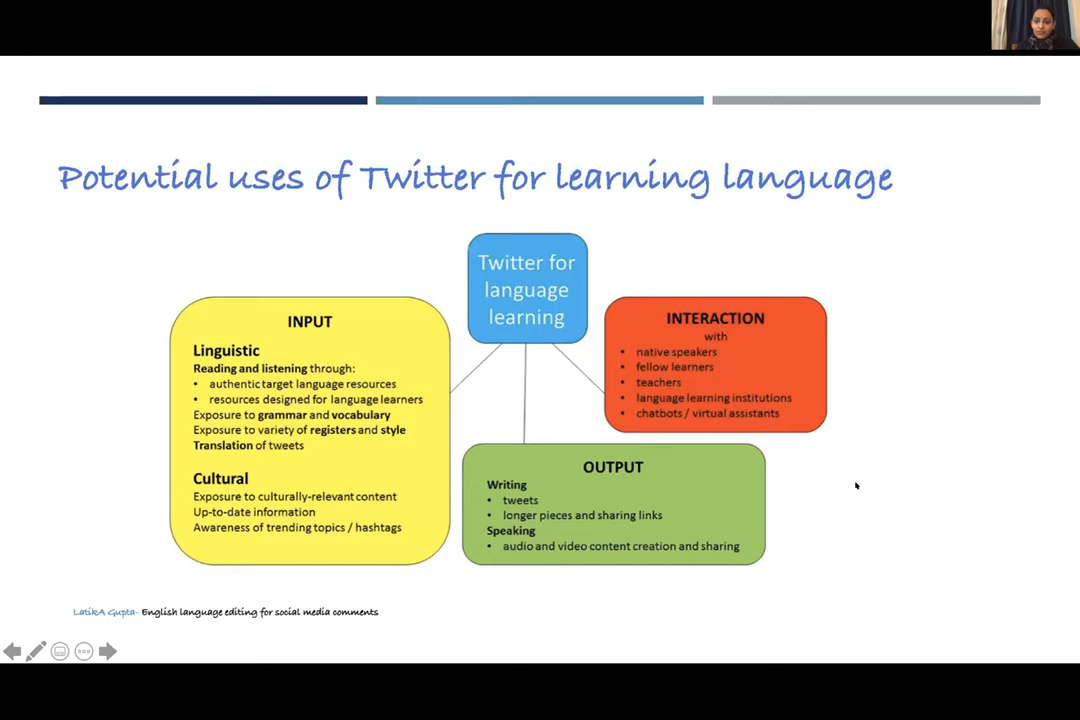 Potential uses of Twitter for learning language
Twitter for
language
learning
INPUT
Linguistic
Reading and listening through:
• authentic target language resources
• resources designed for language learners
Exposure to grammar and vocabulary
Exposure to variety of registers and style
Translation of tweets
Cultural
Exposure to culturally-relevant content
Up-to-date information
Awareness of trending topics / hashtags
INTERACTION
with
• native speakers
• fellow learners
• teachers
• language learning institutions
• chatbots / virtual assistants
OUTPUT
Writing
• tweets
• longer pieces and sharing links
Speaking
• audio and video content creation and sharing
LatikA Gupta- English language editing for social media comments